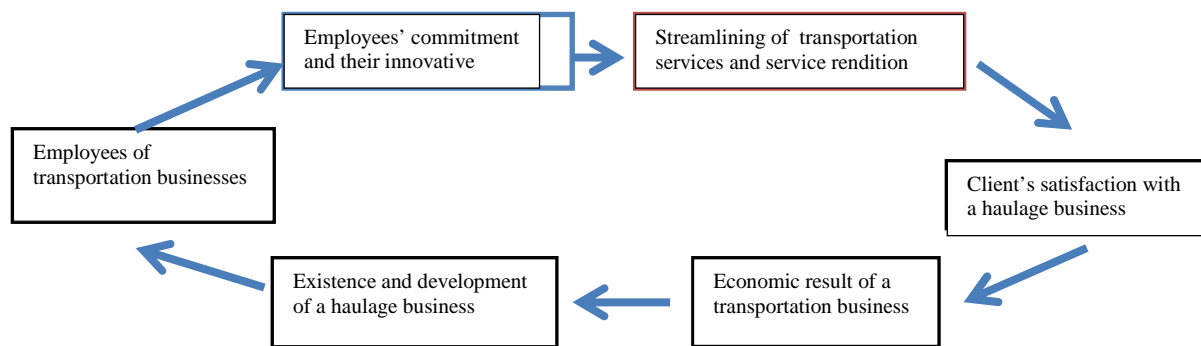 Employees’ commitment
and their innovative
Streamlining of transportation
services and service rendition
Employees of
transportation businesses
Client’s satisfaction with
a haulage business
Existence and development
of a haulage business
Economic result of a
transportation business